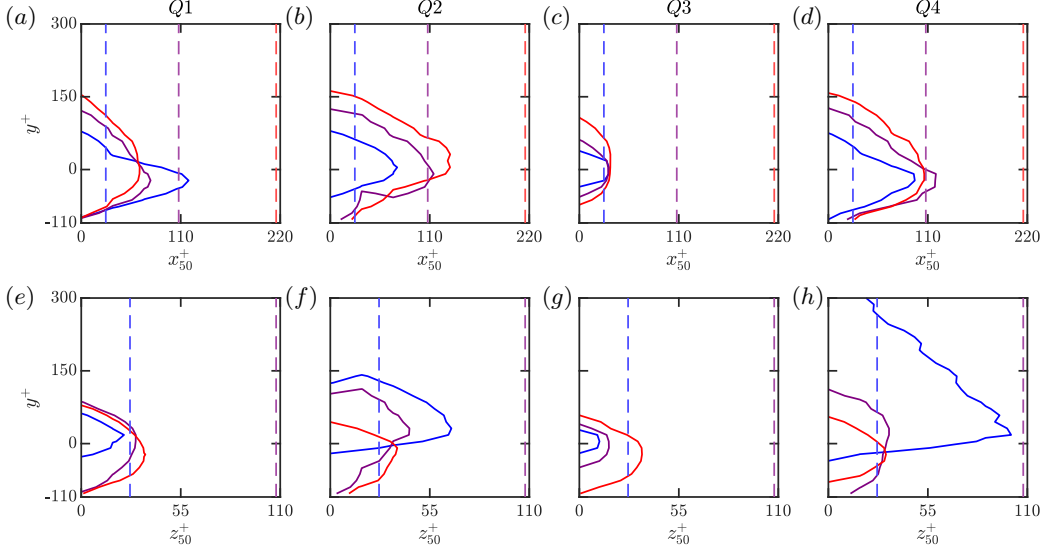 (a) Q1 (b) Q2 (c) Q3 (d) Q4
300
150
y+
0
-110
0 110 220 0 110 220 0 110 220 0 110 220
x+50 x+50 x+50 x+50
(e) (f) (g) (h)
300
150
y+
0
-110
0 55 110 0 55 110 0 55 110 0 55 110
z+50 z+50 z+50 z+50